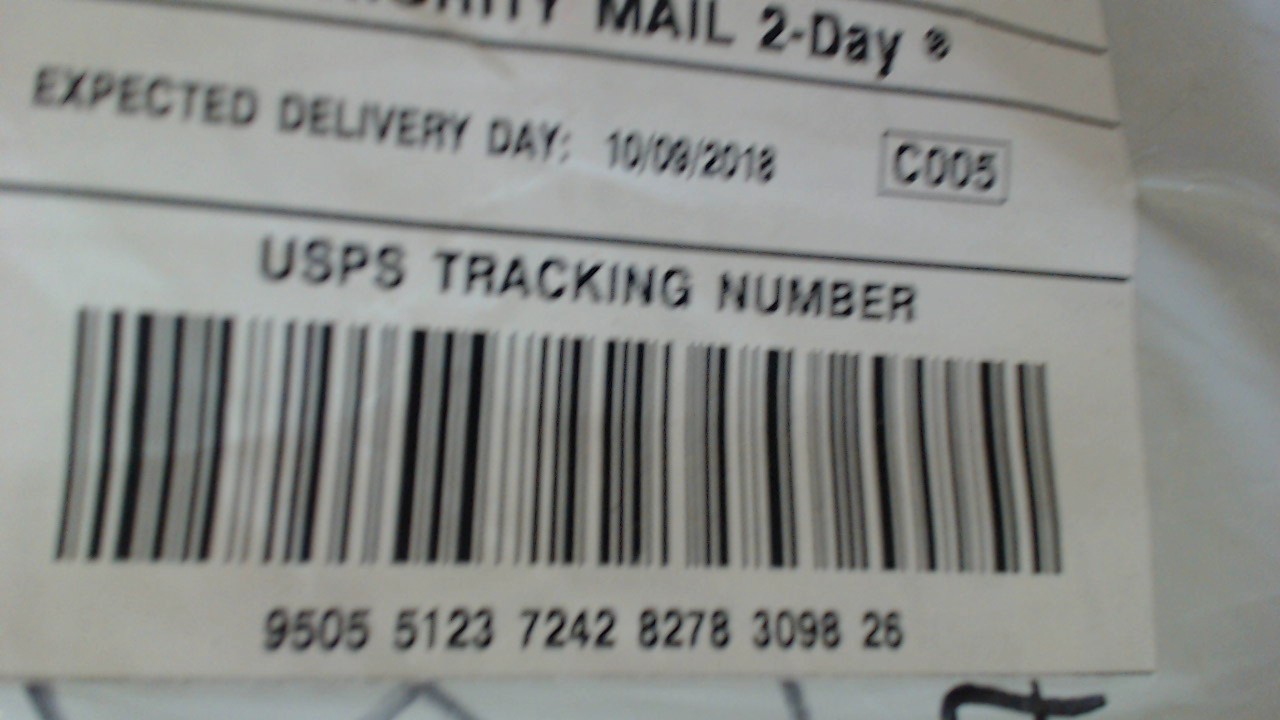 MAIL 2-Day ®
EXPECTED DELIVERY DAY: 10/09/2018
C005
USPS TRACKING NUMBER
9505 5123 7242 8278 3098 26